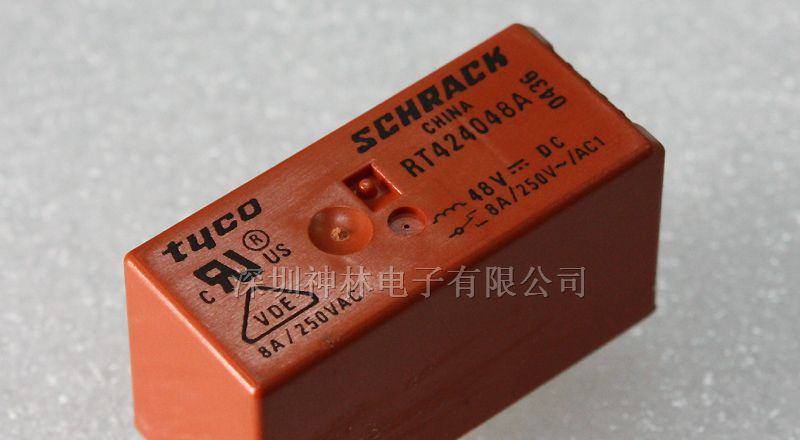 SCHRACK
CHINA
RT424048A
0436
48V DC
8A/250V~/AC1
tyco
C RU ® US
VDE
8A/250VAC
深圳神林电子有限公司